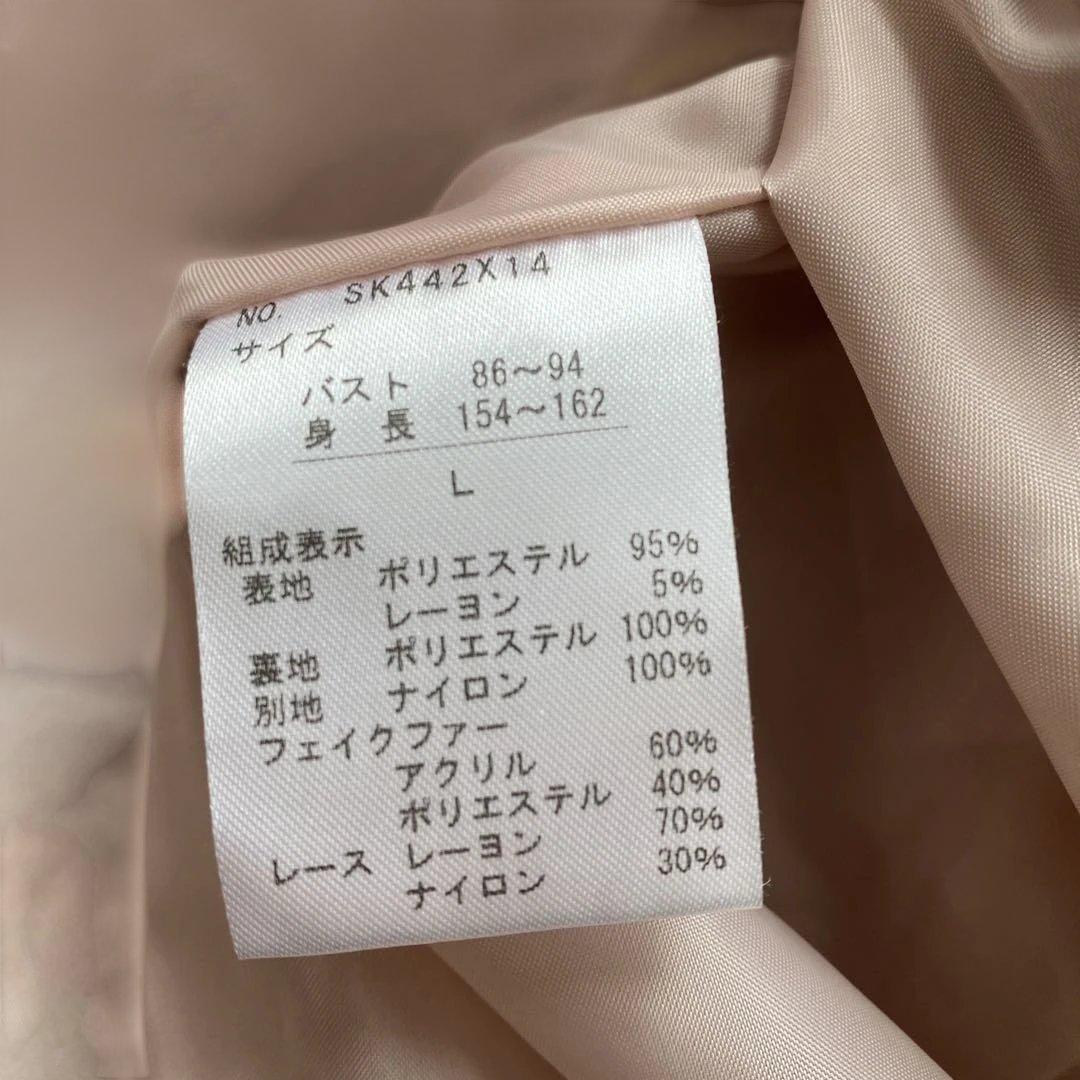 NO. SK442X14
サイズ
バスト 86～94
身 長 154～162
L
組成表示
表地 ポリエステル 95%
レーヨン 5%
裏地 ポリエステル 100%
別地 ナイロン 100%
フェイクファー
アクリル 60%
ポリエステル 40%
レース レーヨン 70%
ナイロン 30%